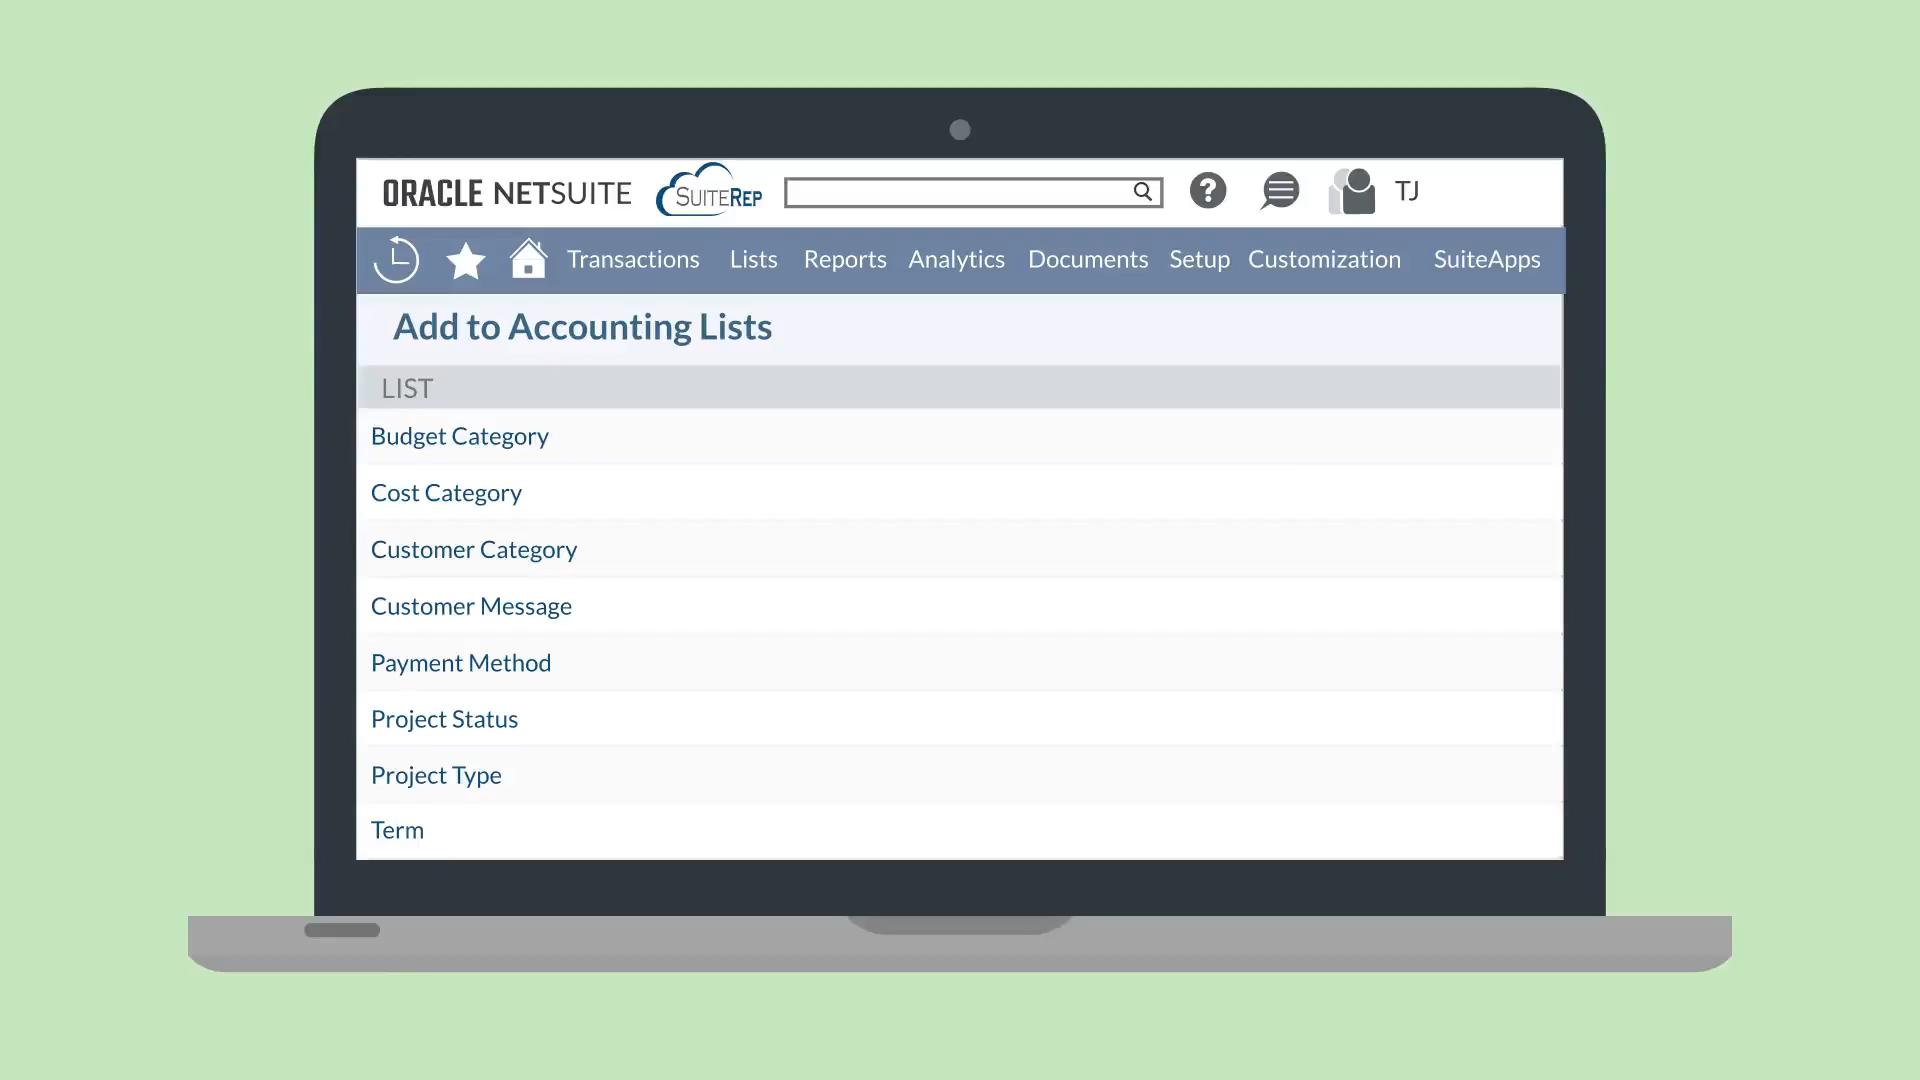 ORACLE NETSUITE SUITEREP ? TJ
Transactions Lists Reports Analytics Documents Setup Customization SuiteApps
Add to Accounting Lists
LIST
Budget Category
Cost Category
Customer Category
Customer Message
Payment Method
Project Status
Project Type
Term